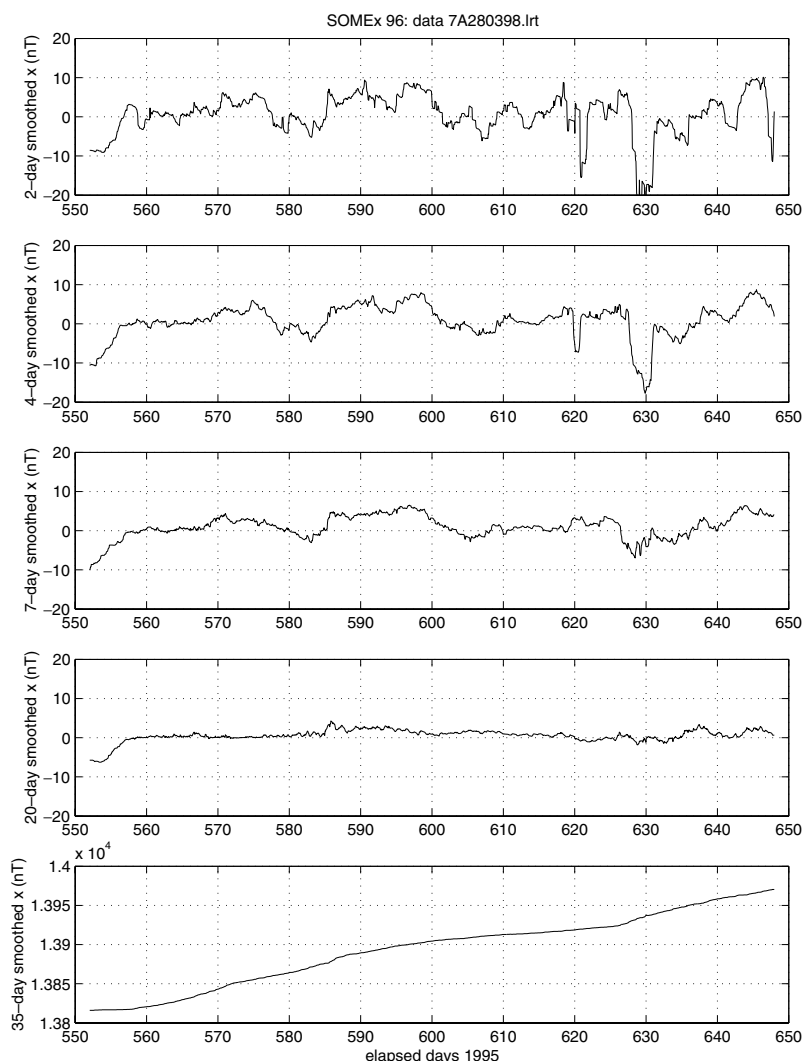 SOMEx 96: data 7A280398.lrt
2−day smoothed x (nT)
20
10
0
−10
−20
550 560 570 580 590 600 610 620 630 640 650
4−day smoothed x (nT)
20
10
0
−10
−20
550 560 570 580 590 600 610 620 630 640 650
7−day smoothed x (nT)
20
10
0
−10
−20
550 560 570 580 590 600 610 620 630 640 650
20−day smoothed x (nT)
20
10
0
−10
−20
550 560 570 580 590 600 610 620 630 640 650
35−day smoothed x (nT)
x 10^4
1.4
1.395
1.39
1.385
1.38
550 560 570 580 590 600 610 620 630 640 650
elapsed days 1995